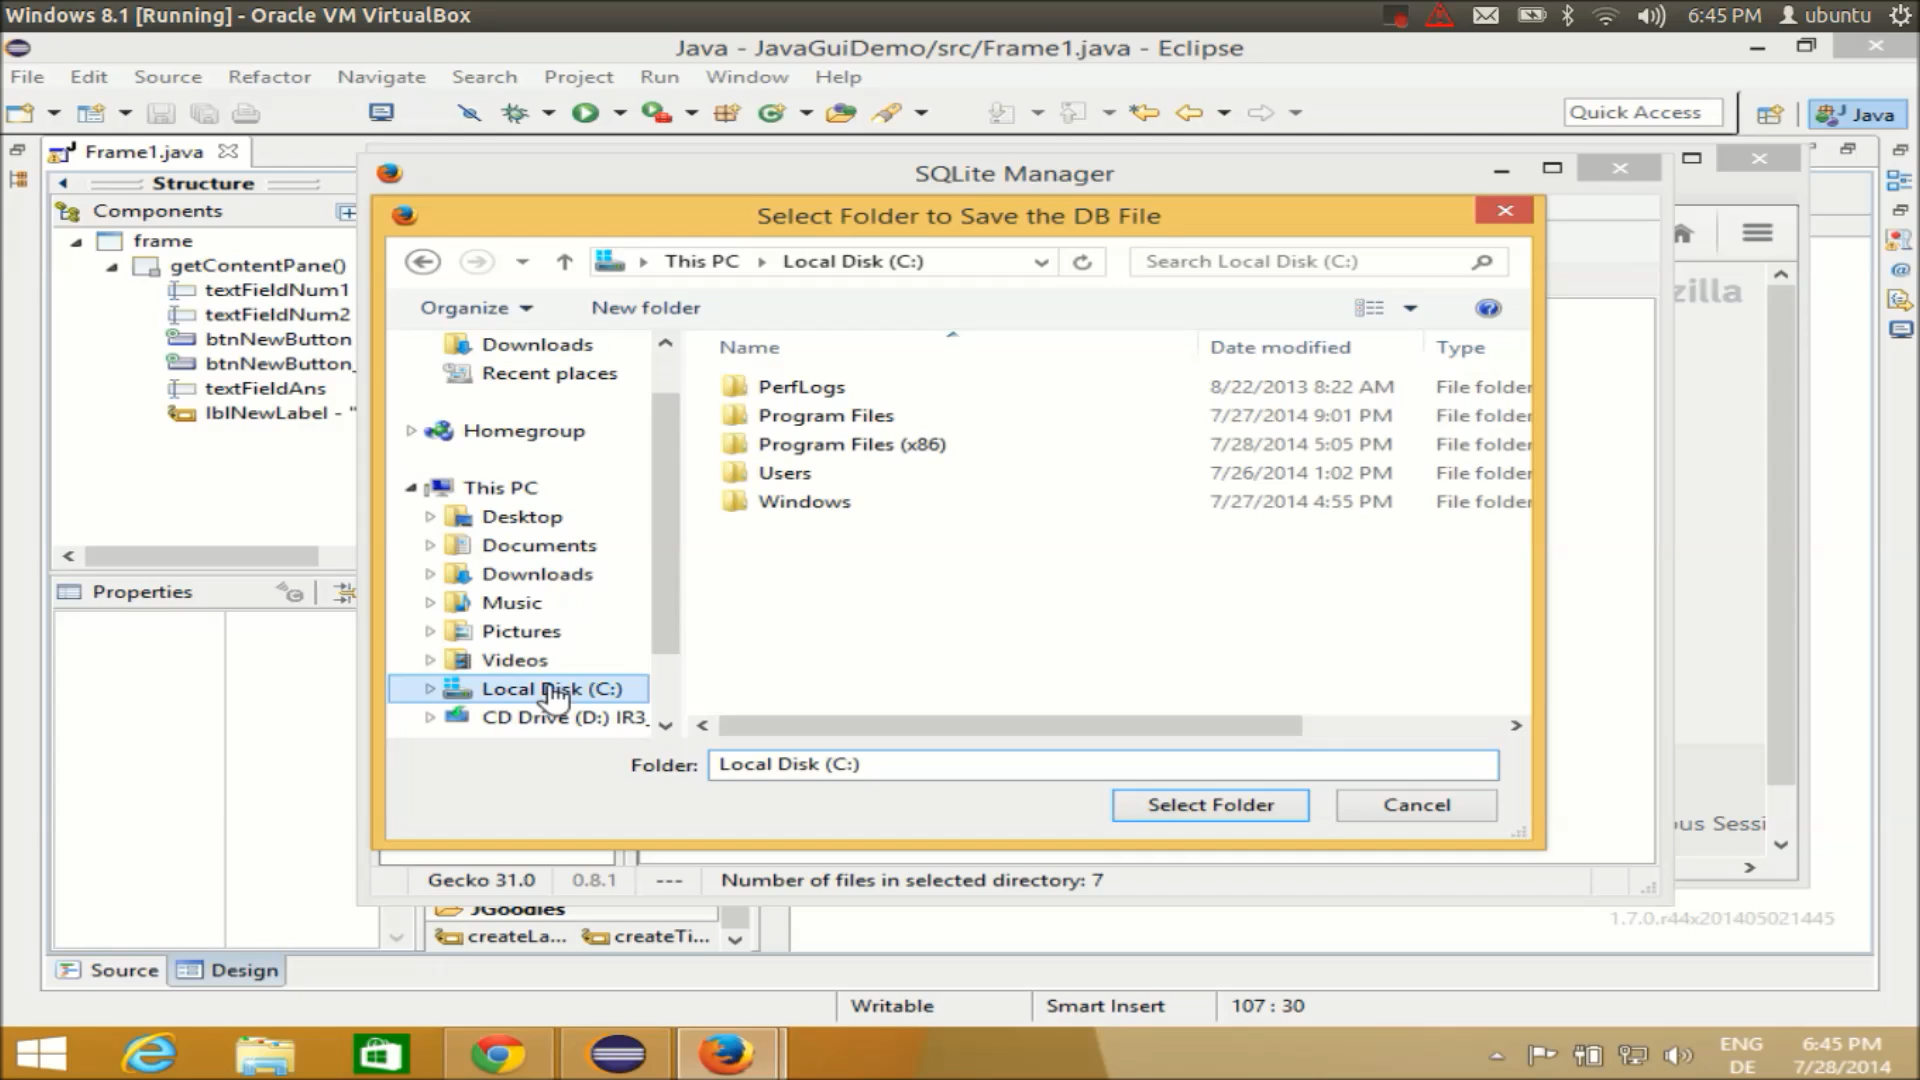 Windows 8.1 [Running] - Oracle VM VirtualBox
6:45 PM
ubuntu
Java - JavaGuiDemo/src/Frame1.java - Eclipse
File Edit Source Refactor Navigate Search Project Run Window Help
Quick Access
Java
Frame1.java
Structure
Components
frame
getContentPane()
textFieldNum1
textFieldNum2
btnNewButton
btnNewButton_
textFieldAns
lblNewLabel - "
Properties
SQLite Manager
Select Folder to Save the DB File
This PC
Local Disk (C:)
Search Local Disk (C:)
Organize
New folder
Downloads
Recent places
Homegroup
This PC
Desktop
Documents
Downloads
Music
Pictures
Videos
Local Disk (C:)
CD Drive (D:) IR3_
Name Date modified Type
PerfLogs 8/22/2013 8:22 AM File folder
Program Files 7/27/2014 9:01 PM File folder
Program Files (x86) 7/28/2014 5:05 PM File folder
Users 7/26/2014 1:02 PM File folder
Windows 7/27/2014 4:55 PM File folder
Folder: Local Disk (C:)
Select Folder
Cancel
zilla
us Sessi
Gecko 31.0 0.8.1 --- Number of files in selected directory: 7
JGoodies
createLa... createTi...
1.7.0.r44x201405021445
Source
Design
Writable
Smart Insert
107 : 30
ENG
DE
6:45 PM
7/28/2014